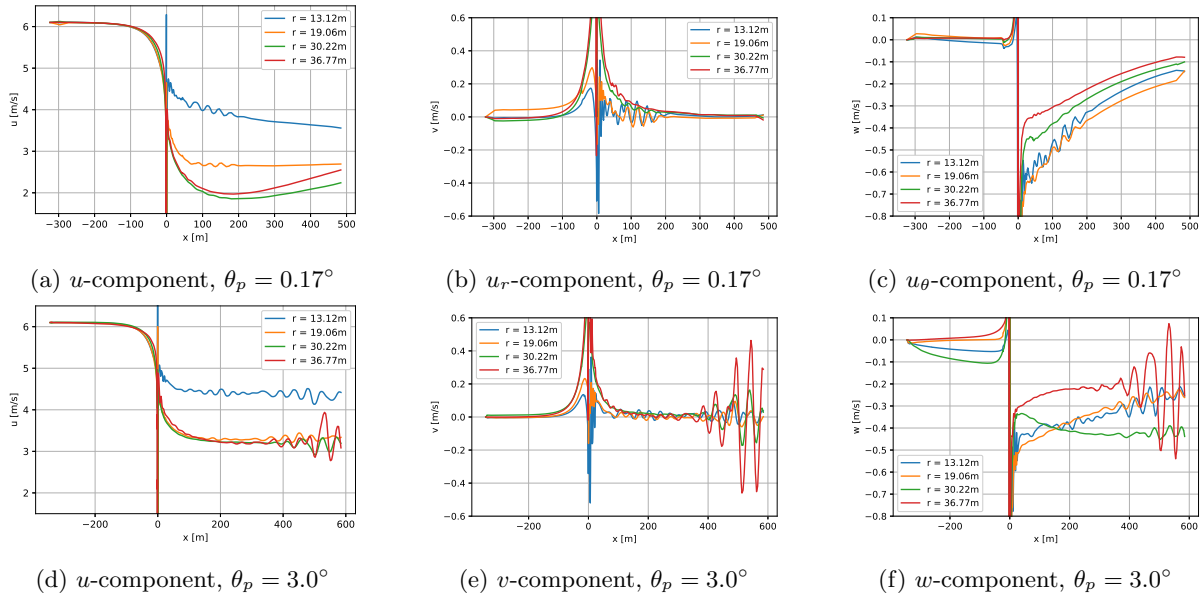 u [m/s]
6
5
4
3
2
−300 −200 −100 0 100 200 300 400 500
x [m]
r = 13.12m
r = 19.06m
r = 30.22m
r = 36.77m
(a) u-component, θp = 0.17°
v [m/s]
0.6
0.4
0.2
0.0
−0.2
−0.4
−0.6
−300 −200 −100 0 100 200 300 400 500
x [m]
r = 13.12m
r = 19.06m
r = 30.22m
r = 36.77m
(b) ur-component, θp = 0.17°
w [m/s]
0.1
0.0
−0.1
−0.2
−0.3
−0.4
−0.5
−0.6
−0.7
−0.8
−300 −200 −100 0 100 200 300 400 500
x [m]
r = 13.12m
r = 19.06m
r = 30.22m
r = 36.77m
(c) uθ-component, θp = 0.17°
u [m/s]
6
5
4
3
2
−200 0 200 400 600
x [m]
r = 13.12m
r = 19.06m
r = 30.22m
r = 36.77m
(d) u-component, θp = 3.0°
v [m/s]
0.6
0.4
0.2
0.0
−0.2
−0.4
−0.6
−200 0 200 400 600
x [m]
r = 13.12m
r = 19.06m
r = 30.22m
r = 36.77m
(e) v-component, θp = 3.0°
w [m/s]
0.1
0.0
−0.1
−0.2
−0.3
−0.4
−0.5
−0.6
−0.7
−0.8
−200 0 200 400 600
x [m]
r = 13.12m
r = 19.06m
r = 30.22m
r = 36.77m
(f) w-component, θp = 3.0°